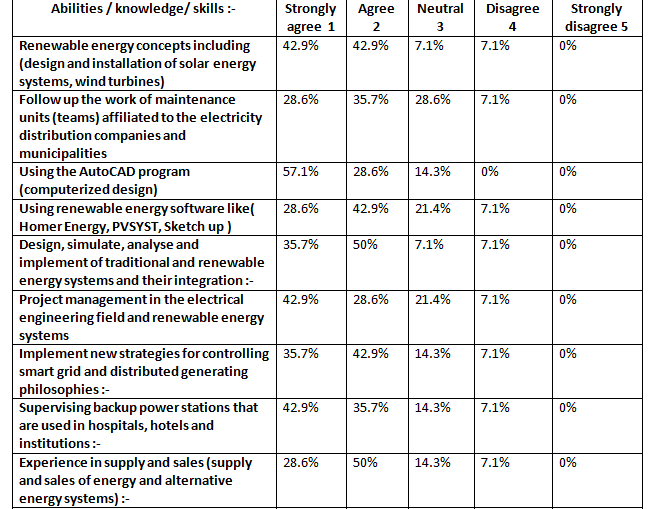 Abilities / knowledge/ skills :- Strongly agree 1 Agree 2 Neutral 3 Disagree 4 Strongly disagree 5
Renewable energy concepts including 42.9% 42.9% 7.1% 7.1% 0%
(design and installation of solar energy
systems, wind turbines)
Follow up the work of maintenance 28.6% 35.7% 28.6% 7.1% 0%
units (teams) affiliated to the electricity
distribution companies and
municipalities
Using the AutoCAD program 57.1% 28.6% 14.3% 0% 0%
(computerized design)
Using renewable energy software like( 28.6% 42.9% 21.4% 7.1% 0%
Homer Energy, PVSYST, Sketch up )
Design, simulate, analyse and 35.7% 50% 7.1% 7.1% 0%
implement of traditional and renewable
energy systems and their integration :-
Project management in the electrical 42.9% 28.6% 21.4% 7.1% 0%
engineering field and renewable energy
systems
Implement new strategies for controlling 35.7% 42.9% 14.3% 7.1% 0%
smart grid and distributed generating
philosophies :-
Supervising backup power stations that 42.9% 35.7% 14.3% 7.1% 0%
are used in hospitals, hotels and
institutions :-
Experience in supply and sales (supply 28.6% 50% 14.3% 7.1% 0%
and sales of energy and alternative
energy systems) :-